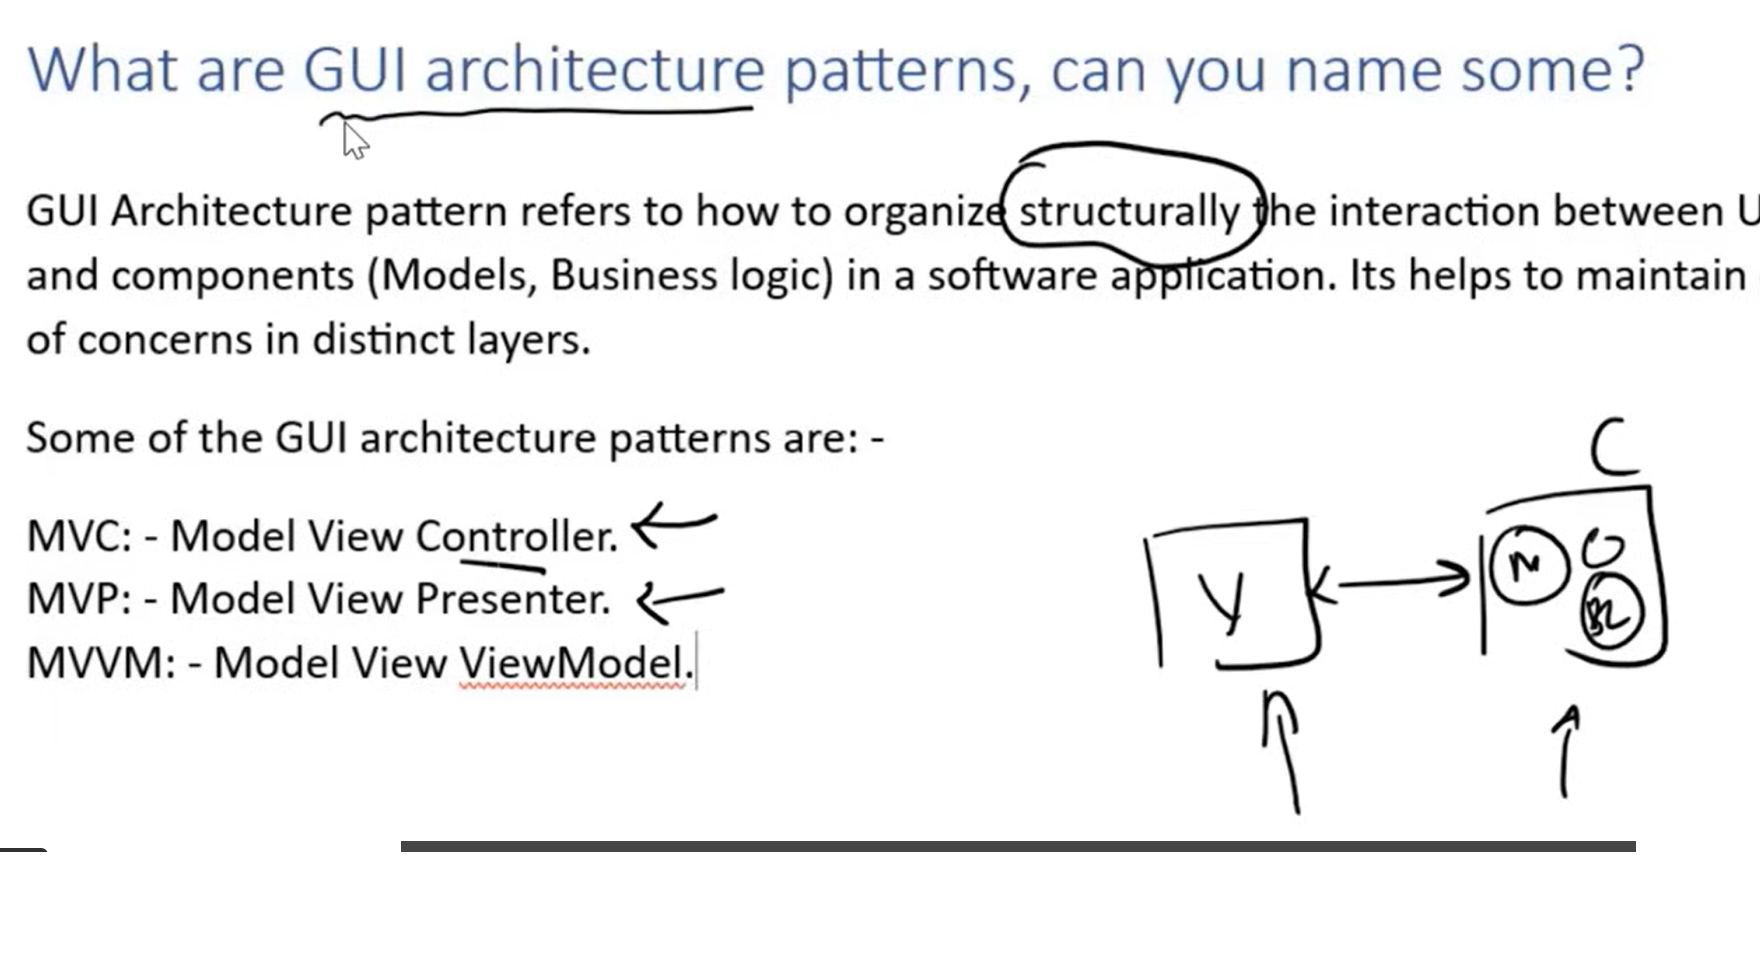 What are GUI architecture patterns, can you name some?
GUI Architecture pattern refers to how to organize structurally the interaction between U
and components (Models, Business logic) in a software application. Its helps to maintain
of concerns in distinct layers.
Some of the GUI architecture patterns are: -
C
MVC: - Model View Controller.
MVP: - Model View Presenter.
MVVM: - Model View ViewModel.
V
M
BL